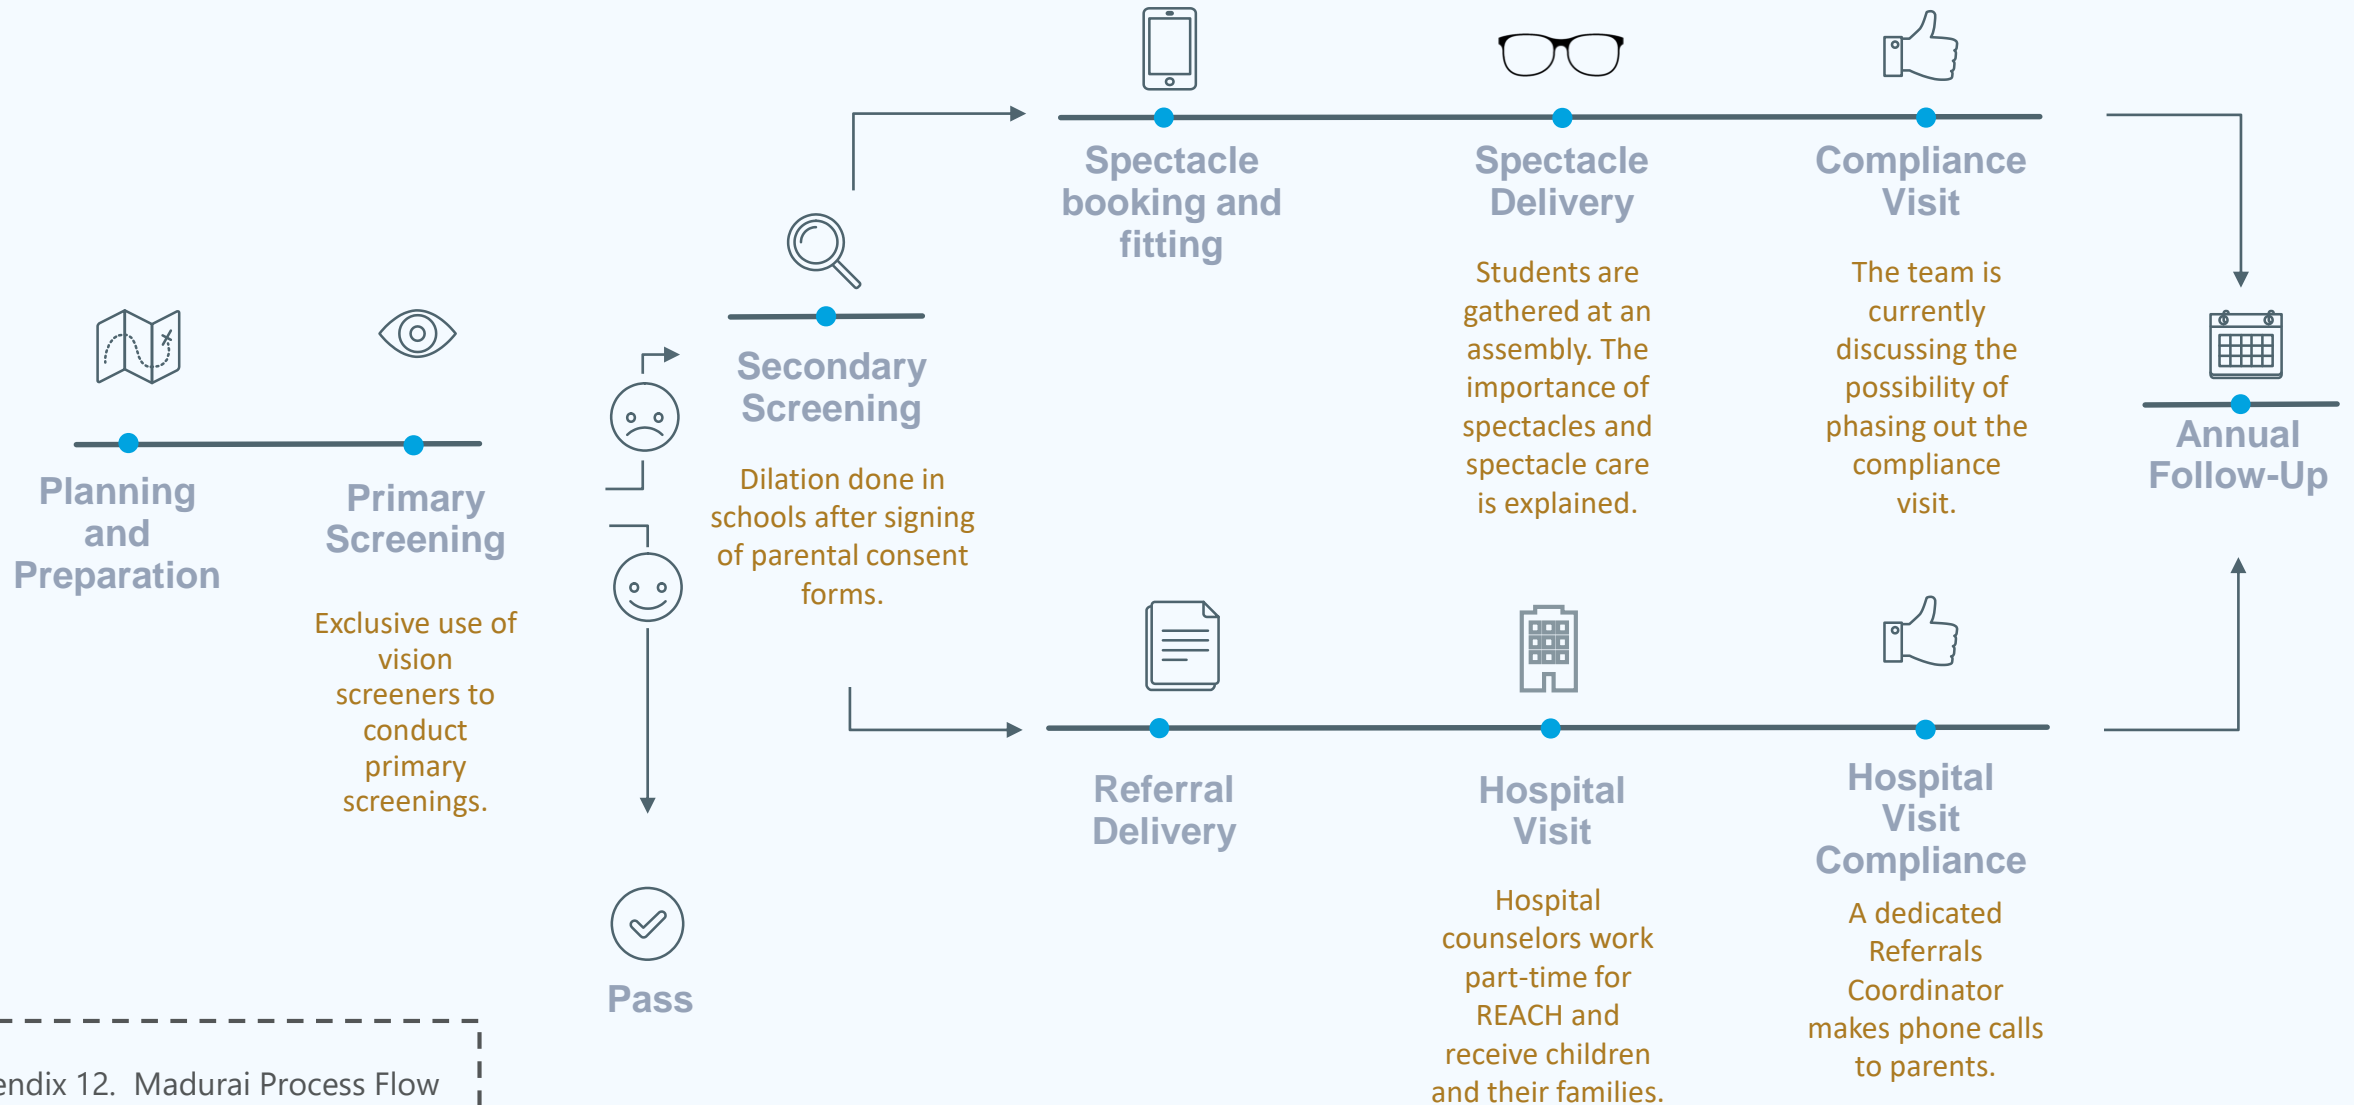 Planning
and
Preparation
Primary
Screening
Exclusive use of
vision
screeners to
conduct
primary
screenings.
Pass
Secondary
Screening
Dilation done in
schools after signing
of parental consent
forms.
Spectacle
booking and
fitting
Spectacle
Delivery
Students are
gathered at an
assembly. The
importance of
spectacles and
spectacle care
is explained.
Compliance
Visit
The team is
currently
discussing the
possibility of
phasing out the
compliance
visit.
Referral
Delivery
Hospital
Visit
Hospital
counselors work
part-time for
REACH and
receive children
and their families.
Hospital
Visit
Compliance
A dedicated
Referrals
Coordinator
makes phone calls
to parents.
Annual
Follow-Up
endix 12. Madurai Process Flow